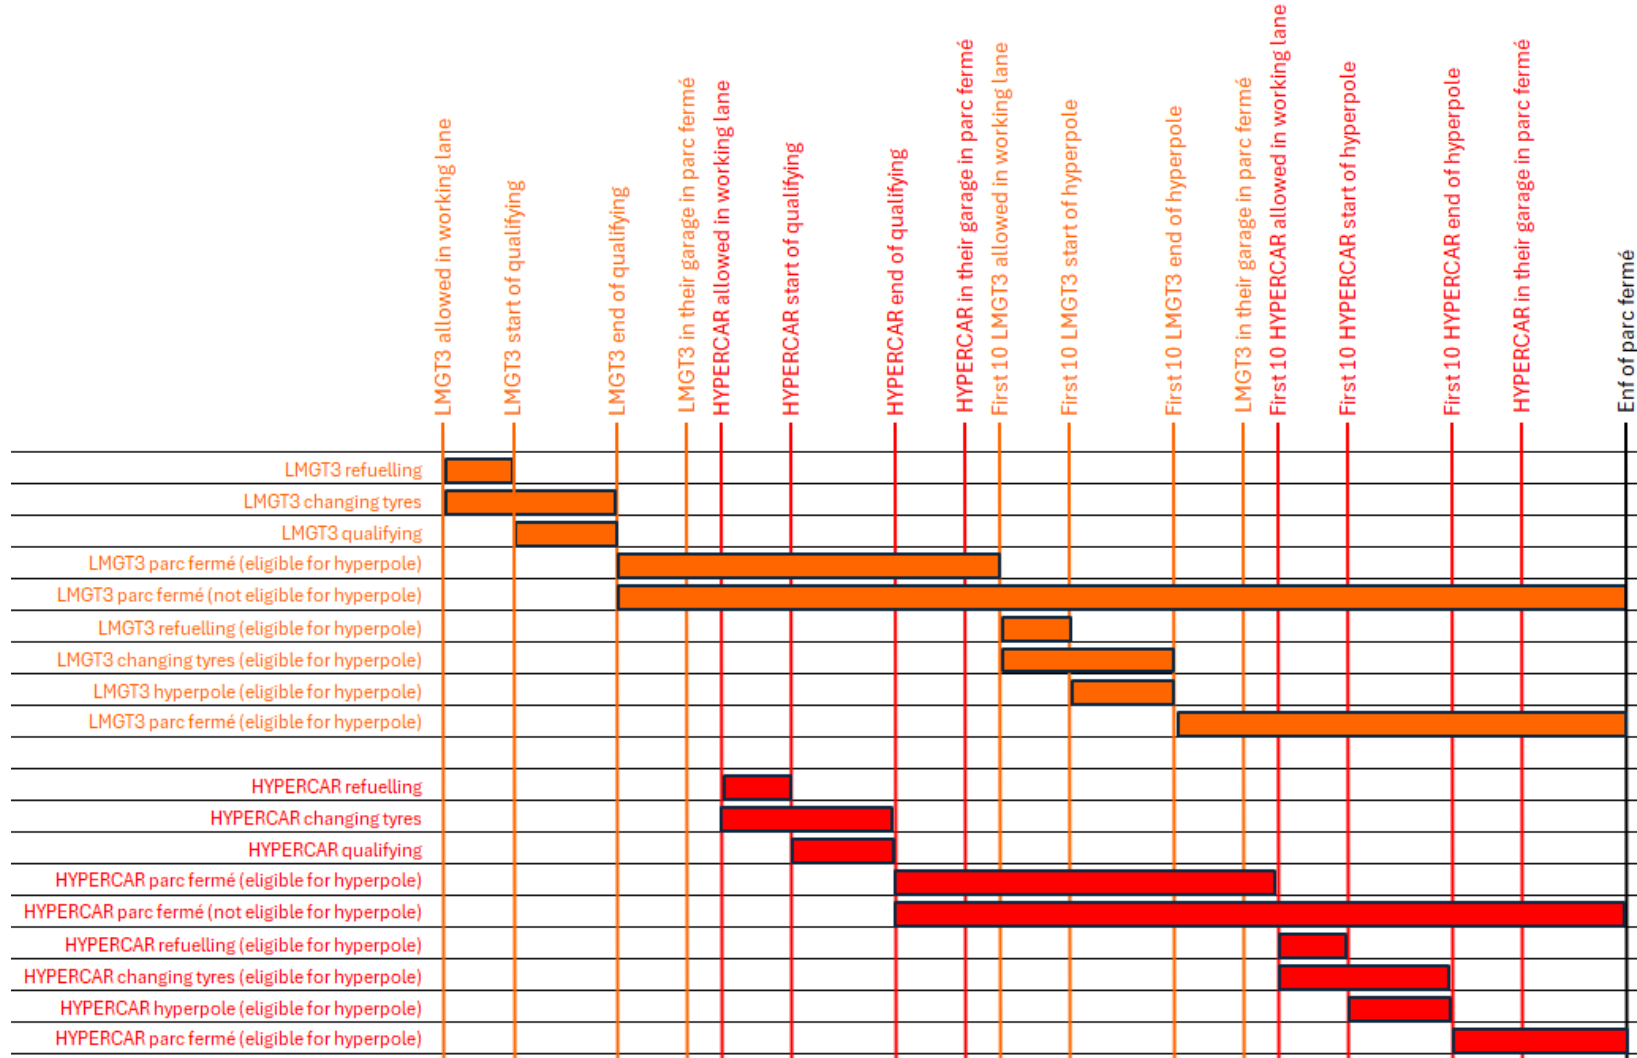 LMGT3 allowed in working lane
LMGT3 start of qualifying
LMGT3 end of qualifying
LMGT3 in their garage in parc fermé
HYPERCAR allowed in working lane
HYPERCAR start of qualifying
HYPERCAR end of qualifying
HYPERCAR in their garage in parc fermé
First 10 LMGT3 allowed in working lane
First 10 LMGT3 start of hyperpole
First 10 LMGT3 end of hyperpole
LMGT3 in their garage in parc fermé
First 10 HYPERCAR allowed in working lane
First 10 HYPERCAR start of hyperpole
First 10 HYPERCAR end of hyperpole
HYPERCAR in their garage in parc fermé
Enf of parc fermé
LMGT3 refuelling
LMGT3 changing tyres
LMGT3 qualifying
LMGT3 parc fermé (eligible for hyperpole)
LMGT3 parc fermé (not eligible for hyperpole)
LMGT3 refuelling (eligible for hyperpole)
LMGT3 changing tyres (eligible for hyperpole)
LMGT3 hyperpole (eligible for hyperpole)
LMGT3 parc fermé (eligible for hyperpole)
HYPERCAR refuelling
HYPERCAR changing tyres
HYPERCAR qualifying
HYPERCAR parc fermé (eligible for hyperpole)
HYPERCAR parc fermé (not eligible for hyperpole)
HYPERCAR refuelling (eligible for hyperpole)
HYPERCAR changing tyres (eligible for hyperpole)
HYPERCAR hyperpole (eligible for hyperpole)
HYPERCAR parc fermé (eligible for hyperpole)